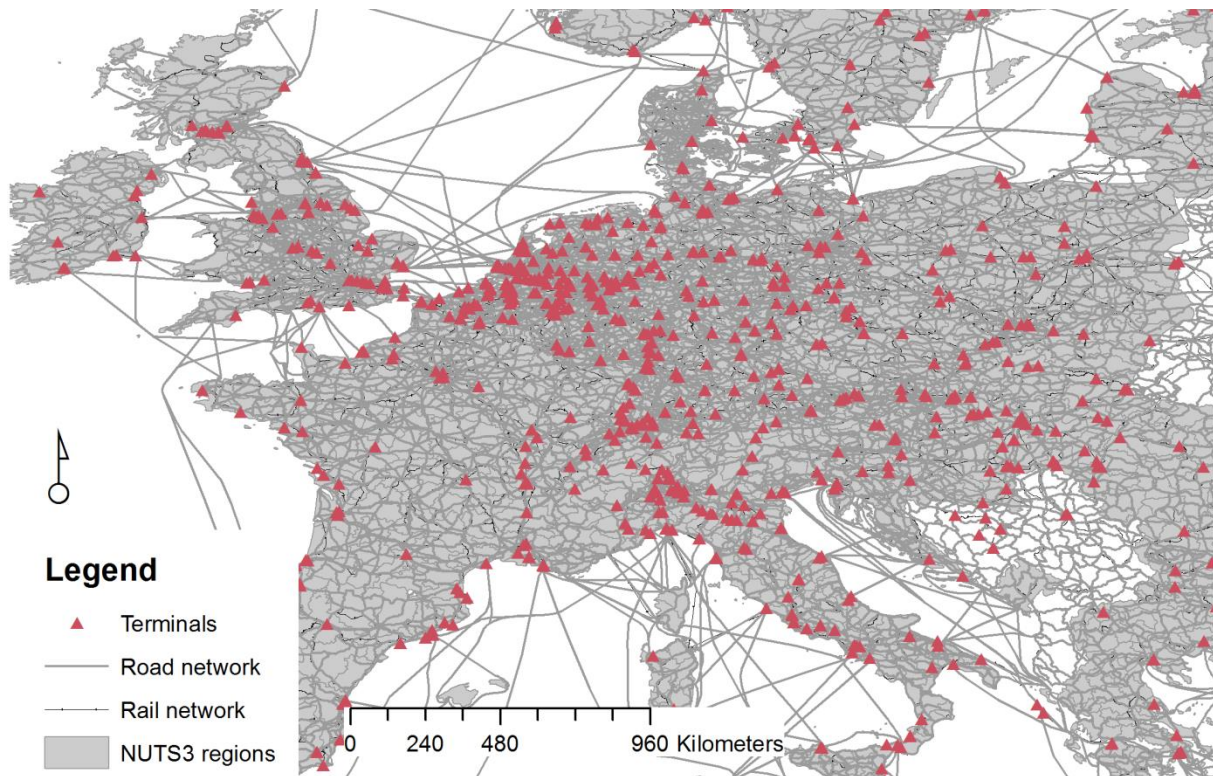 Legend
Terminals
Road network
Rail network
NUTS3 regions
0 240 480 960 Kilometers